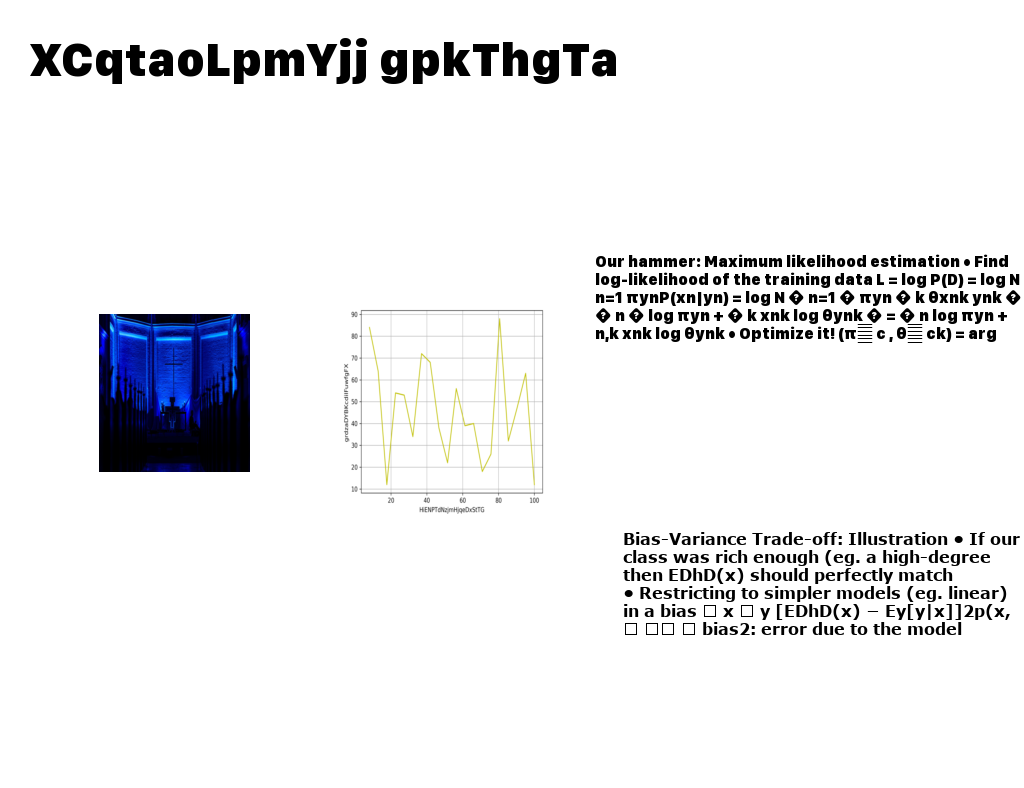 XCqtaoLpmYjj gpkThgTa
Our hammer: Maximum likelihood estimation • Find
log-likelihood of the training data L = log P(D) = log N
n=1 πynP(xn|yn) = log N � n=1 � πyn � k θxnk ynk �
� n � log πyn + � k xnk log θynk � = � n log πyn +
n,k xnk log θynk • Optimize it! (π▒ c , θ▒ ck) = arg
90
80
70
60
50
40
30
20
10
20 40 60 80 100
HiENPTdNzjmHjqeDxStTG
Bias-Variance Trade-off: Illustration • If our
class was rich enough (eg. a high-degree
then EDhD(x) should perfectly match
• Restricting to simpler models (eg. linear)
in a bias □ x □ y [EDhD(x) − Ey[y|x]]2p(x,
□ □□ □ bias2: error due to the model